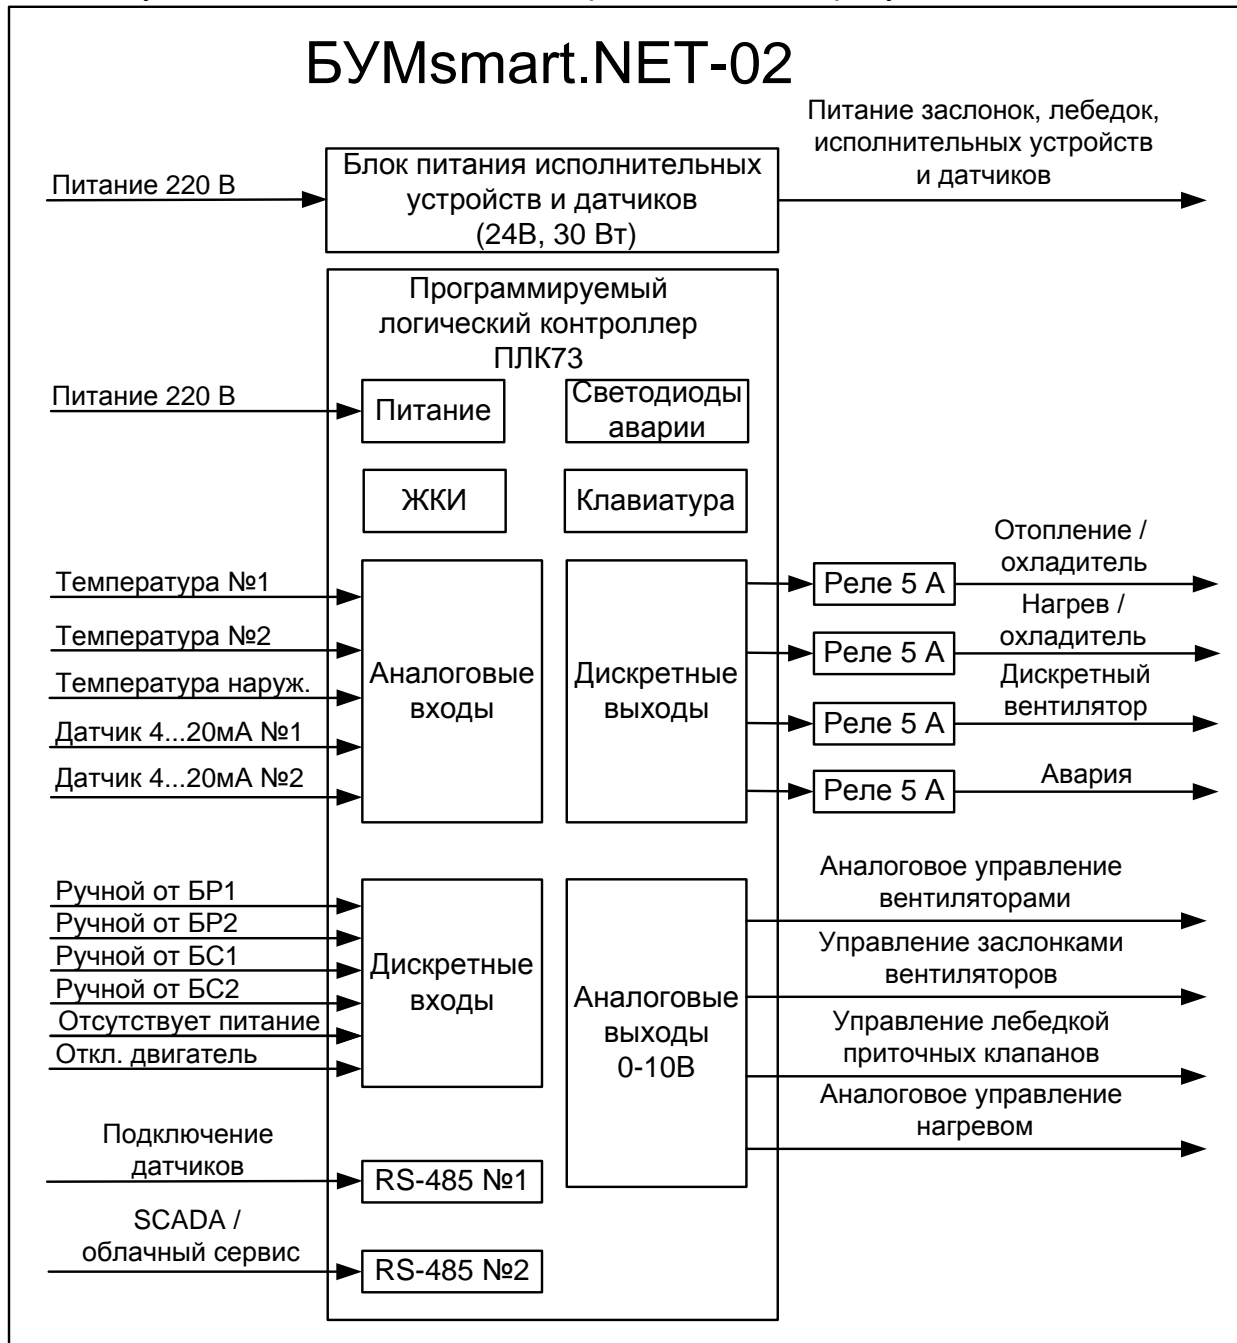 БУМsmart.NET-02
Питание заслонок, лебедок,
исполнительных устройств
и датчиков
Питание 220 В
Блок питания исполнительных
устройств и датчиков
(24В, 30 Вт)
Программируемый
логический контроллер
ПЛК73
Питание 220 В
Питание
Светодиоды
аварии
ЖКИ
Клавиатура
Температура №1
Температура №2
Температура наруж.
Датчик 4...20мА №1
Датчик 4...20мА №2
Аналоговые
входы
Дискретные
выходы
Реле 5 А
Реле 5 А
Реле 5 А
Реле 5 А
Отопление /
охладитель
Нагрев /
охладитель
Дискретный
вентилятор
Авария
Ручной от БР1
Ручной от БР2
Ручной от БС1
Ручной от БС2
Отсутствует питание
Откл. двигатель
Дискретные
входы
Аналоговые
выходы
0-10В
Аналоговое управление
вентиляторами
Управление заслонками
вентиляторов
Управление лебедкой
приточных клапанов
Аналоговое управление
нагревом
Подключение
датчиков
RS-485 №1
SCADA /
облачный сервис
RS-485 №2